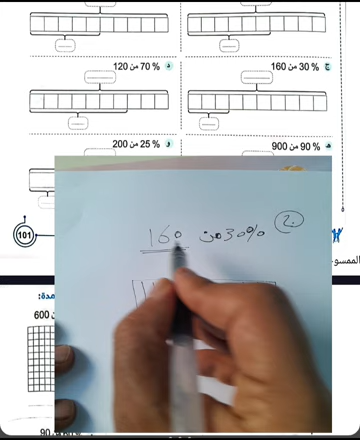 ج 30 % من 160
د 70 % من 120
هـ 90 % من 900
25 % من 200
30% من 160
101
600
90